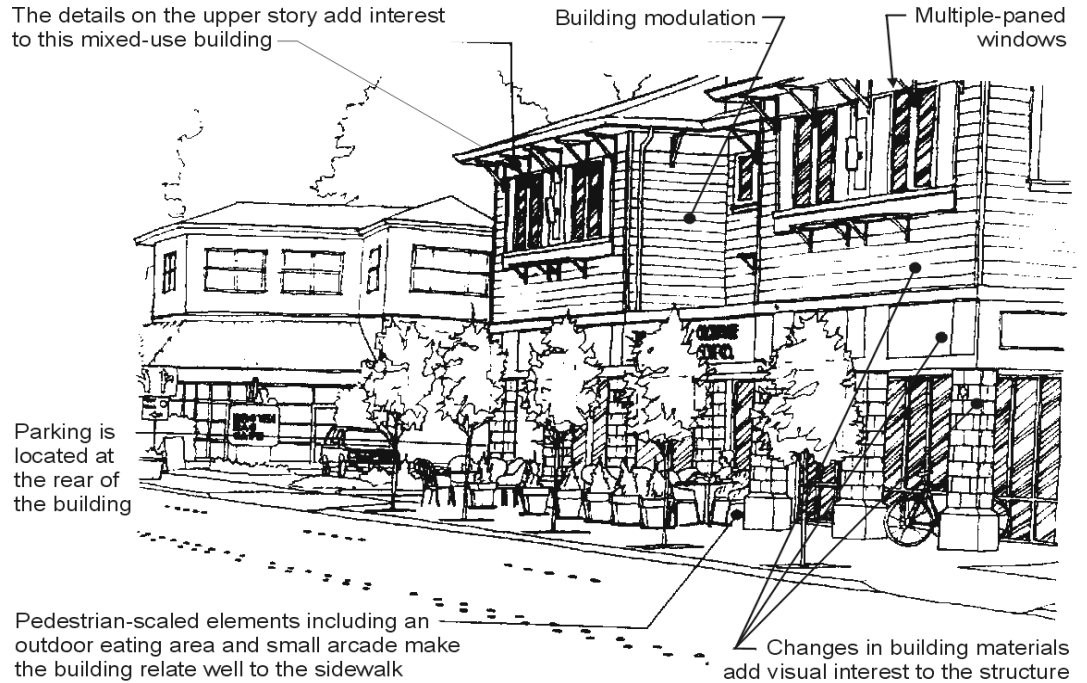 The details on the upper story add interest
to this mixed-use building
Building modulation
Multiple-paned
windows
Parking is
located at
the rear of
the building
Pedestrian-scaled elements including an
outdoor eating area and small arcade make
the building relate well to the sidewalk
Changes in building materials
add visual interest to the structure